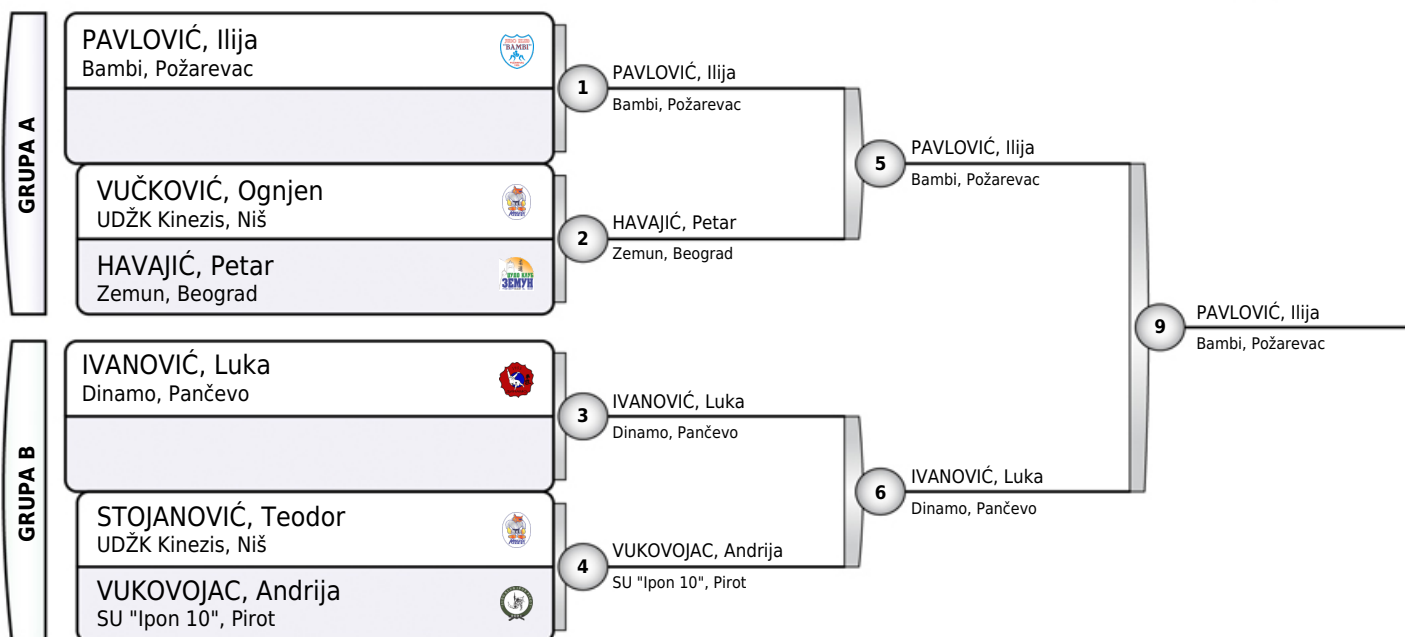 GRUPA A
PAVLOVIĆ, Ilija
Bambi, Požarevac
"BAMBI"
VUČKOVIĆ, Ognjen
UDŽK Kinezis, Niš
HAVAJIĆ, Petar
Zemun, Beograd
ЗЕМУН
1
PAVLOVIĆ, Ilija
Bambi, Požarevac
2
HAVAJIĆ, Petar
Zemun, Beograd
5
PAVLOVIĆ, Ilija
Bambi, Požarevac
GRUPA B
IVANOVIĆ, Luka
Dinamo, Pančevo
STOJANOVIĆ, Teodor
UDŽK Kinezis, Niš
VUKOVOJAC, Andrija
SU "Ipon 10", Pirot
3
IVANOVIĆ, Luka
Dinamo, Pančevo
4
VUKOVOJAC, Andrija
SU "Ipon 10", Pirot
6
IVANOVIĆ, Luka
Dinamo, Pančevo
9
PAVLOVIĆ, Ilija
Bambi, Požarevac